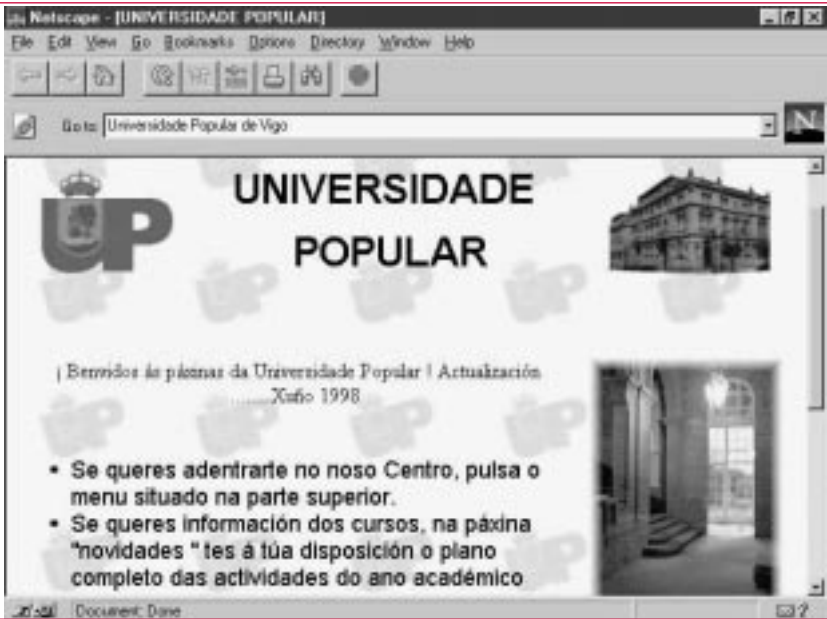 Netscape - [UNIVERSIDADE POPULAR]
File Edit View Go Bookmarks Options Directory Window Help
Go to: Universidade Popular de Vigo
N
UP
UNIVERSIDADE
POPULAR
¡ Benvidos ás páxinas da Universidade Popular ! Actualización
........Xuño 1998
• Se queres adentrarte no noso Centro, pulsa o
menu situado na parte superior.
• Se queres información dos cursos, na páxina
"novidades " tes á túa disposición o plano
completo das actividades do ano académico
Document: Done